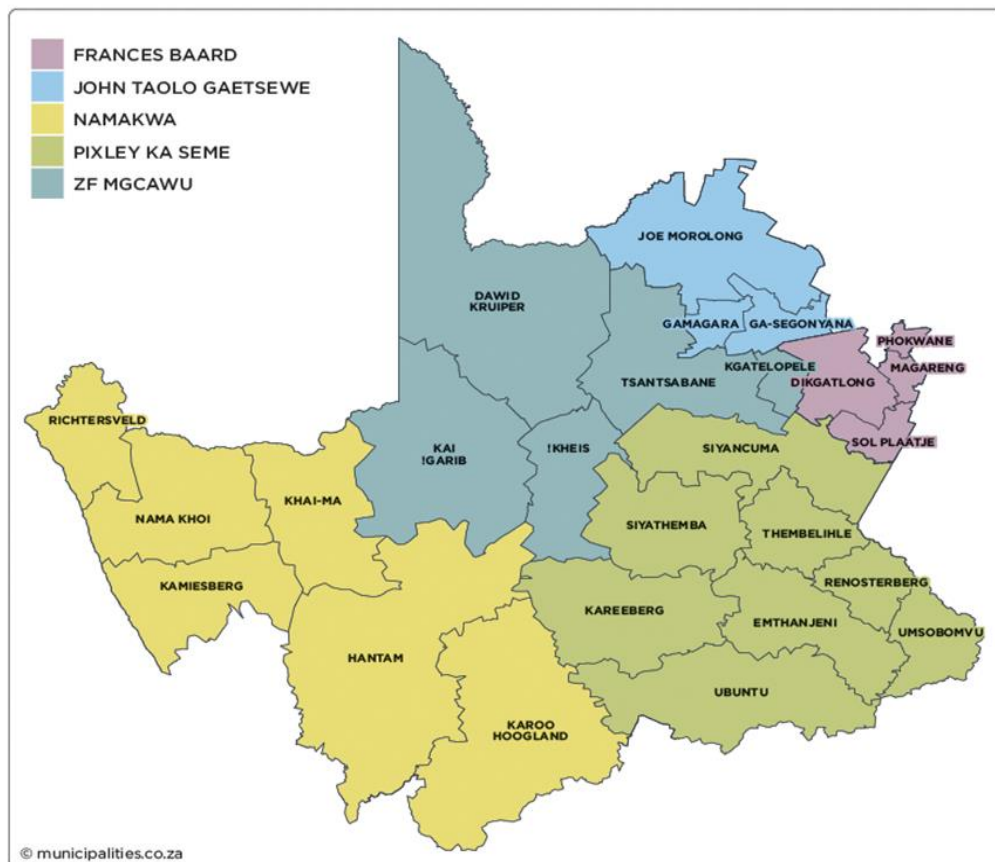 FRANCES BAARD
JOHN TAOLO GAETSEWE
NAMAKWA
PIXLEY KA SEME
ZF MGCAWU
JOE MOROLONG
DAWID
KRUIPER
GAMAGARA
GA-SEGONYANA
PHOKWANE
KGATELOPELE
MAGARENG
TSANTSABANE
DIKGATLONG
RICHTERSVELD
SOL PLAATJE
KAI
!GARIB
!KHEIS
SIYANCUMA
KHAI-MA
NAMA KHOI
SIYATHEMBA
THEMBELIHLE
KAMIESBERG
RENOSTERBERG
KAREEBERG
EMTHANJENI
UMSOBOMVU
HANTAM
UBUNTU
KAROO
HOOGLAND
© municipalities.co.za